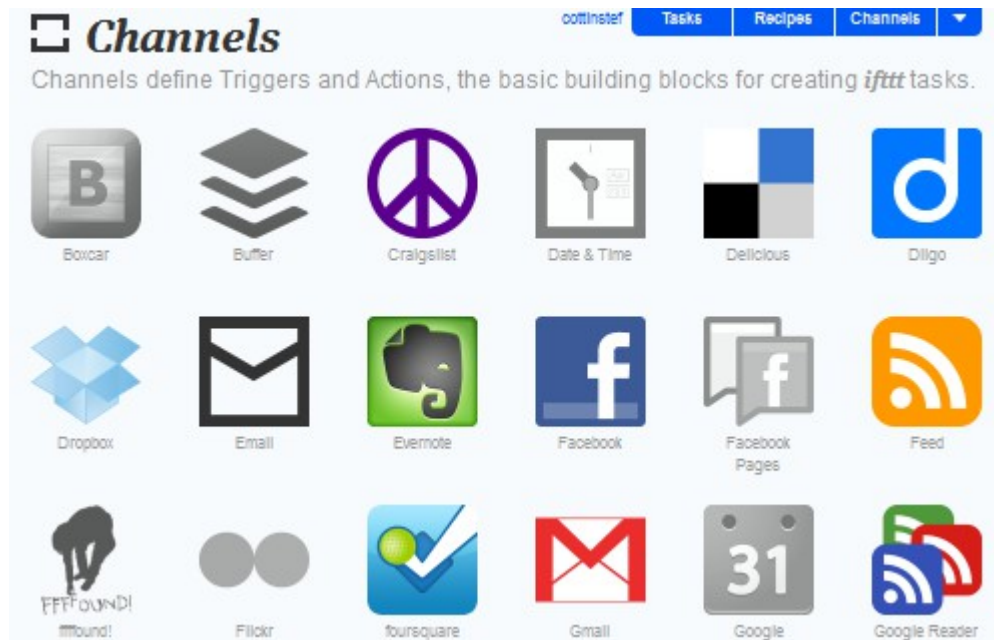 Channels
cottinstef Tasks Recipes Channels
Channels define Triggers and Actions, the basic building blocks for creating ifttt tasks.
B
d
Boxcar Buffer Craigslist Date & Time Delicious Diigo
f
f
Dropbox Email Evernote Facebook Facebook Pages Feed
FFFFOUND!
31
ffffound! Flickr foursquare Gmail Google Google Reader